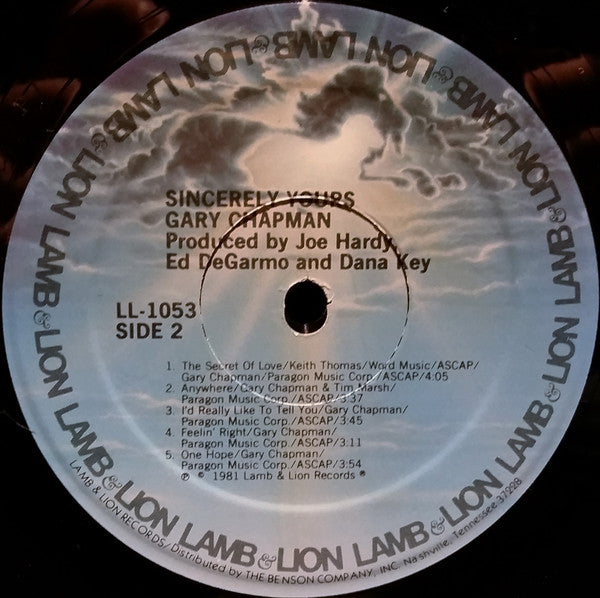 LION LAMB & LION LAMB & LION LAMB & LION LAMB & LION LAMB & LION LAMB & LION LAMB & LION LAMB &
SINCERELY YOURS
GARY CHAPMAN
Produced by Joe Hardy,
Ed DeGarmo and Dana Key
LL-1053
SIDE 2
1. The Secret Of Love/Keith Thomas/Word Music/ASCAP/
Gary Chapman/Paragon Music Corp./ASCAP/4:05
2. Anywhere/Gary Chapman & Tim Marsh/
Paragon Music Corp./ASCAP/3:37
3. I'd Really Like To Tell You/Gary Chapman/
Paragon Music Corp./ASCAP/3:45
4. Feelin' Right/Gary Chapman/
Paragon Music Corp./ASCAP/3:11
5. One Hope/Gary Chapman/
Paragon Music Corp./ASCAP/3:54
℗ © 1981 Lamb & Lion Records ®
LAMB & LION RECORDS/Distributed by THE BENSON COMPANY, INC. Nashville, Tennessee 37228